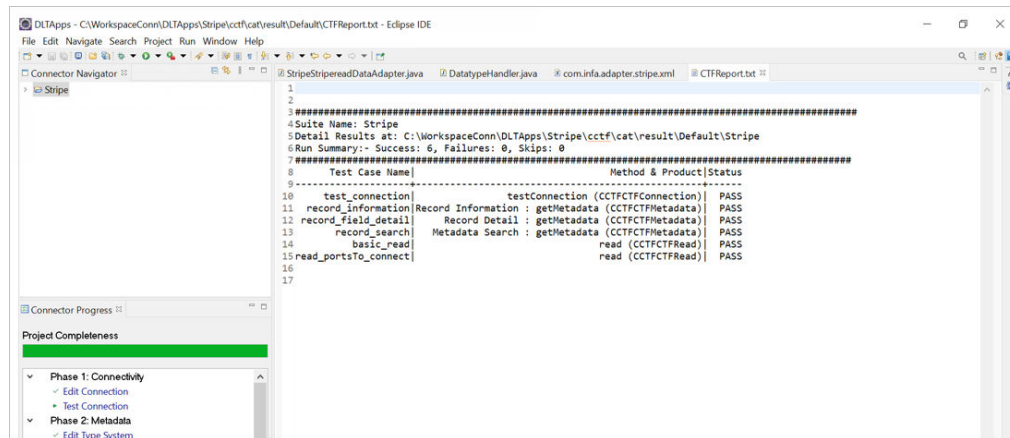 DLTApps - C:\WorkspaceConn\DLTApps\Stripe\cctf\cat\result\Default\CTFReport.txt - Eclipse IDE
File Edit Navigate Search Project Run Window Help
Connector Navigator
Stripe
StripeStripereadDataAdapter.java DatatypeHandler.java com.infa.adapter.stripe.xml CTFReport.txt
1
2
3 #################################################################################################
4 Suite Name: Stripe
5 Detail Results at: C:\WorkspaceConn\DLTApps\Stripe\cctf\cat\result\Default\Stripe
6 Run Summary:- Success: 6, Failures: 0, Skips: 0
7 ################################################################################################
8 Test Case Name| Method & Product|Status
9 --------------------+--------------------------------------------------+------
10 test_connection| testConnection (CCTFCTFConnection)| PASS
11 record_information|Record Information : getMetadata (CCTFCTFMetadata)| PASS
12 record_field_detail| Record Detail : getMetadata (CCTFCTFMetadata)| PASS
13 record_search| Metadata Search : getMetadata (CCTFCTFMetadata)| PASS
14 basic_read| read (CCTFCTFRead)| PASS
15 read_portsTo_connect| read (CCTFCTFRead)| PASS
16
17
Connector Progress
Project Completeness
Phase 1: Connectivity
Edit Connection
Test Connection
Phase 2: Metadata
Edit Type System